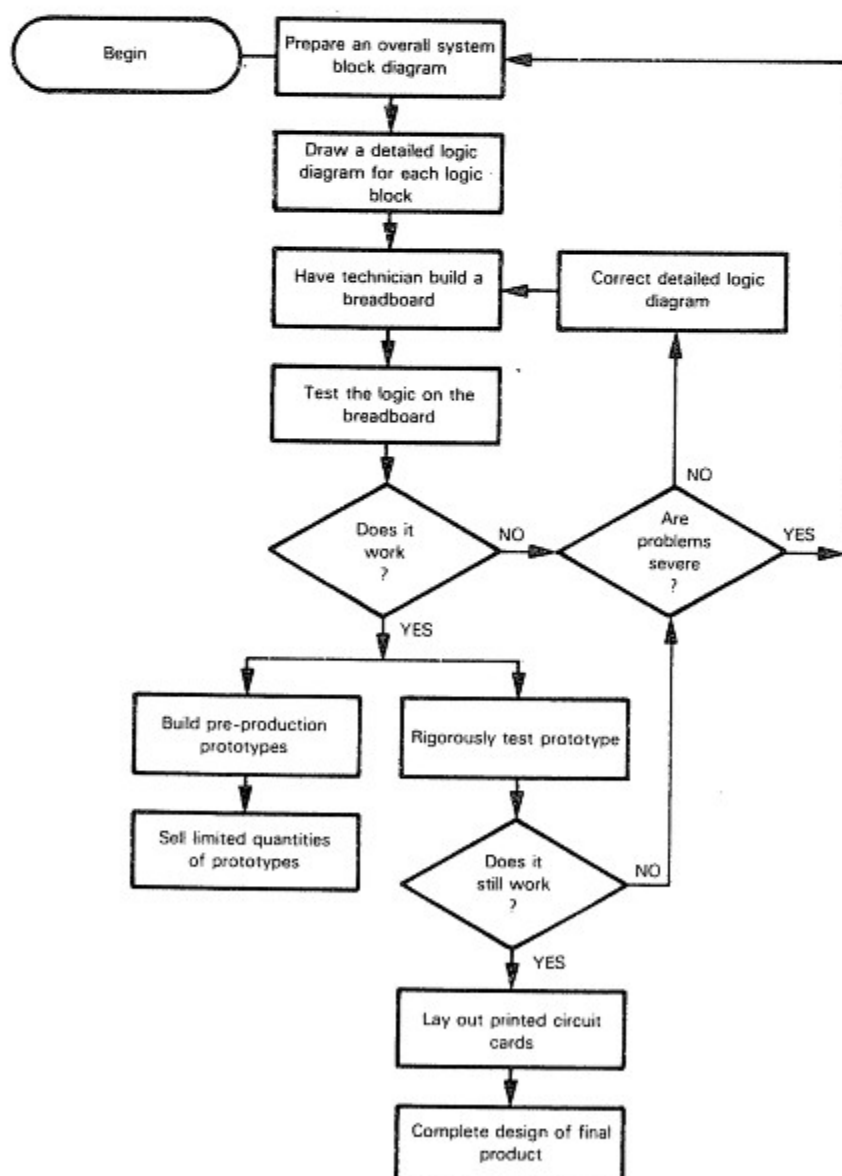 Begin
Prepare an overall system
block diagram
Draw a detailed logic
diagram for each logic
block
Have technician build a
breadboard
Correct detailed logic
diagram
Test the logic on the
breadboard
NO
Does it
work
?
NO
Are
problems
severe
?
YES
YES
Build pre-production
prototypes
Rigorously test prototype
Sell limited quantities
of prototypes
Does it
still work
?
NO
YES
Lay out printed circuit
cards
Complete design of final
product